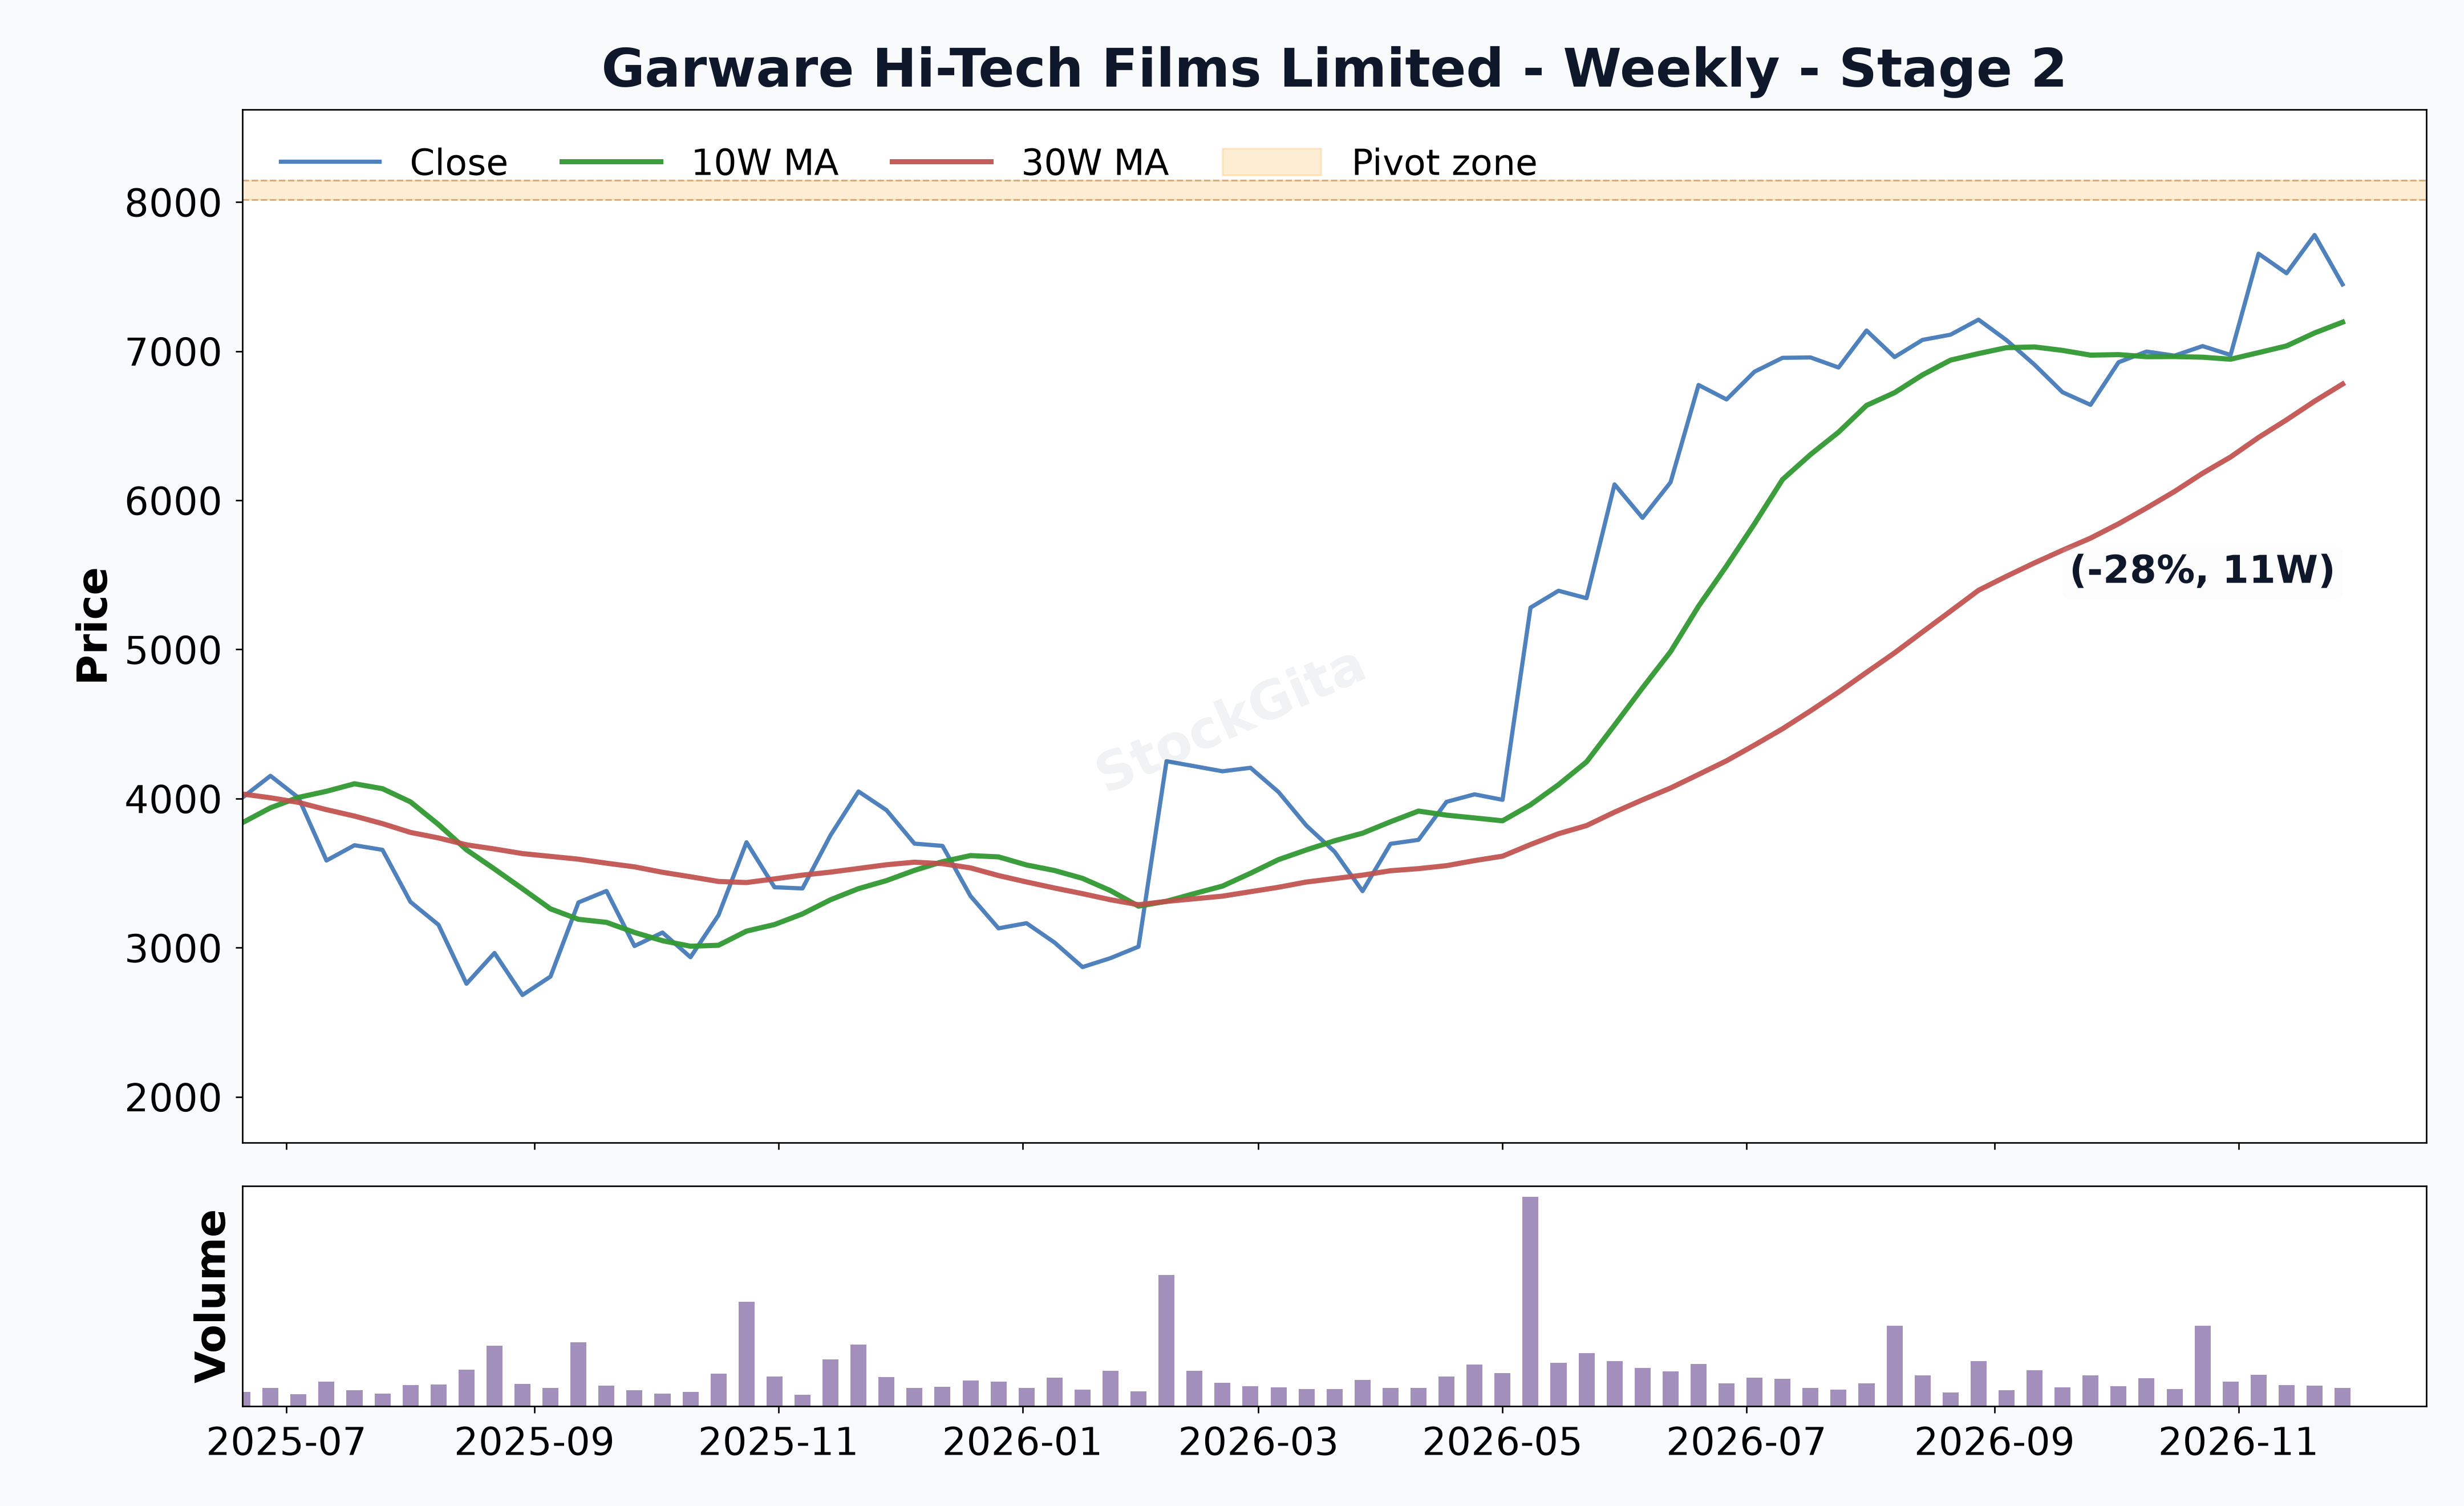 Garware Hi-Tech Films Limited - Weekly - Stage 2
Close
10W MA
30W MA
Pivot zone
8000
7000
6000
5000
4000
3000
2000
Price
(-28%, 11W)
StockGita
Volume
2025-07
2025-09
2025-11
2026-01
2026-03
2026-05
2026-07
2026-09
2026-11